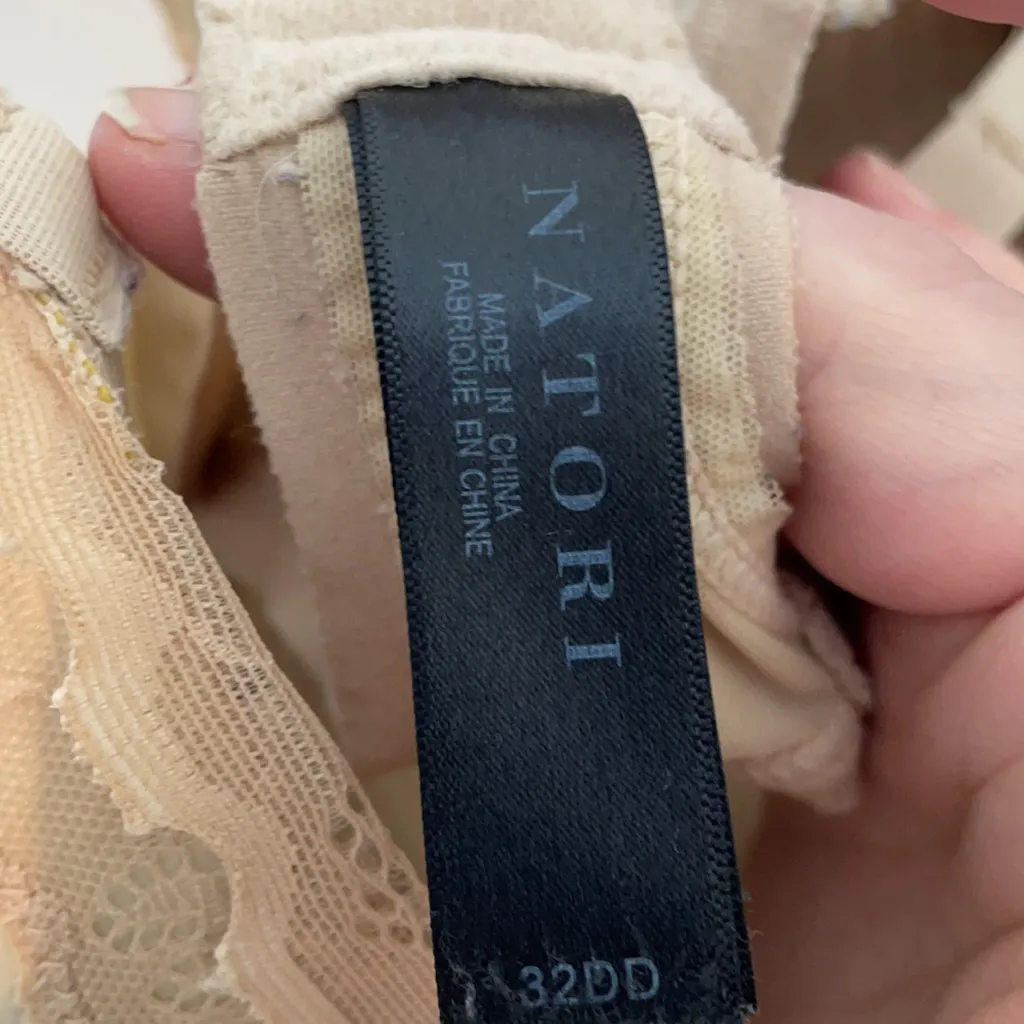 NATORI
MADE IN CHINA
FABRIQUE EN CHINE
32DD